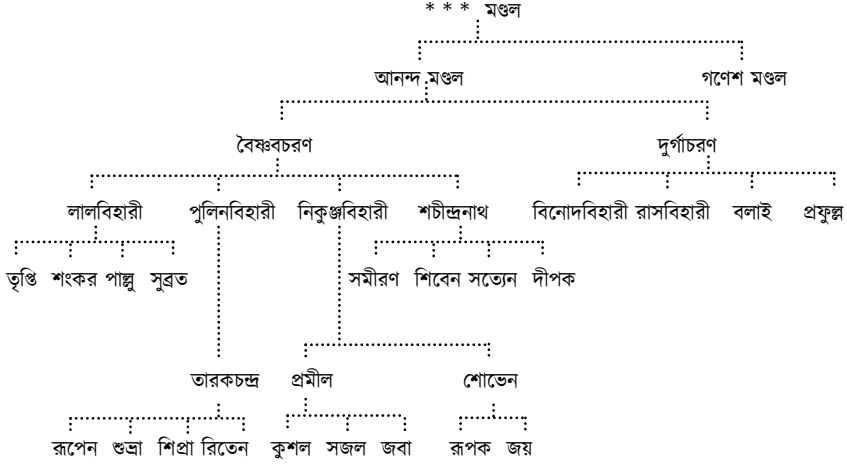 * * * মণ্ডল
আনন্দ মণ্ডল গণেশ মণ্ডল
বৈষ্ণবচরণ দুর্গাচরণ
লালবিহারী পুলিনবিহারী নিকুঞ্জবিহারী শচীন্দ্রনাথ বিনোদবিহারী রাসবিহারী বলাই প্রফুল্ল
তৃপ্তি শংকর পাল্লু সুব্রত সমীরণ শিবেন সত্যেন দীপক
তারকচন্দ্র প্রমীল শোভেন
রূপেন শুভ্রা শিপ্রা রিতেন কুশল সজল জবা রূপক জয়